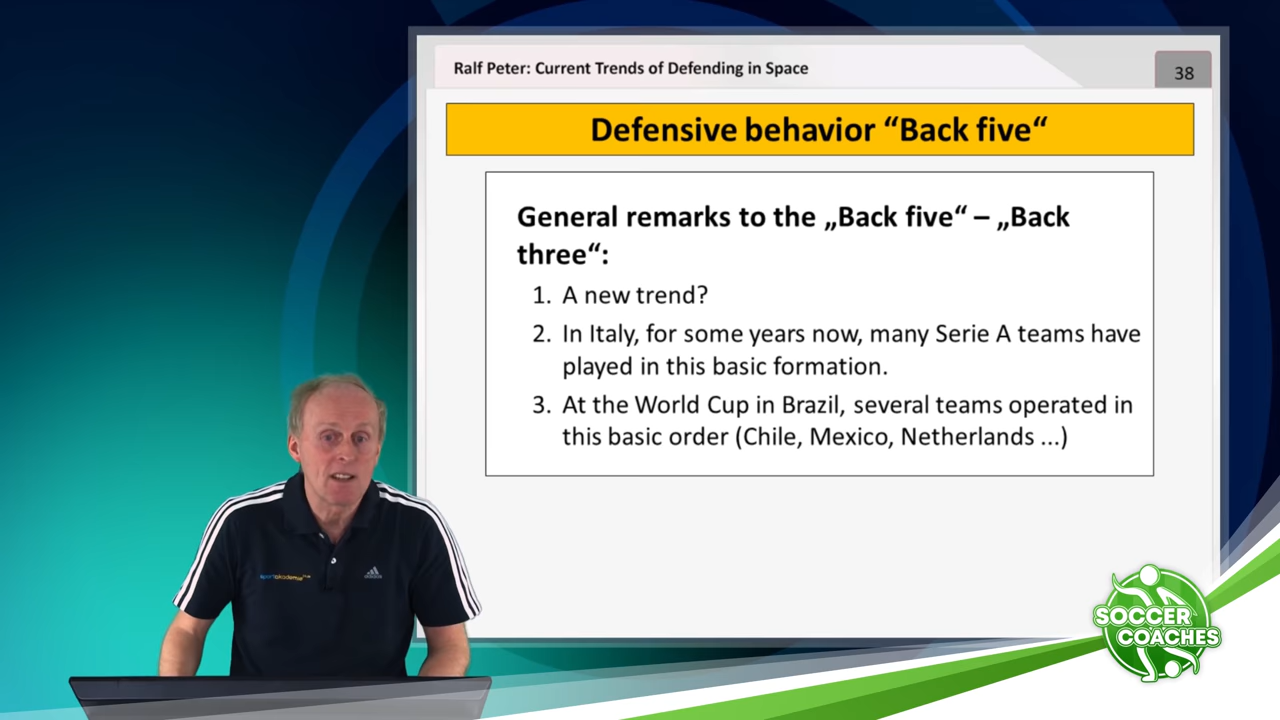 Ralf Peter: Current Trends of Defending in Space
38
Defensive behavior “Back five“
General remarks to the „Back five“ – „Back
three“:
1. A new trend?
2. In Italy, for some years now, many Serie A teams have
played in this basic formation.
3. At the World Cup in Brazil, several teams operated in
this basic order (Chile, Mexico, Netherlands ...)
sportakademie
adidas
SOCCER
COACHES